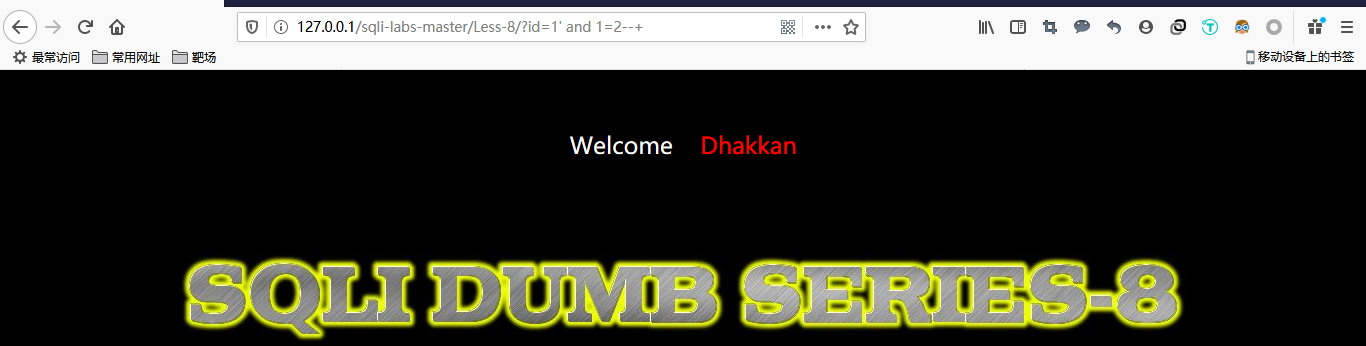 127.0.0.1/sqli-labs-master/Less-8/?id=1' and 1=2--+
最常访问 常用网址 靶场 移动设备上的书签
Welcome Dhakkan
SQLI DUMB SERIES-8